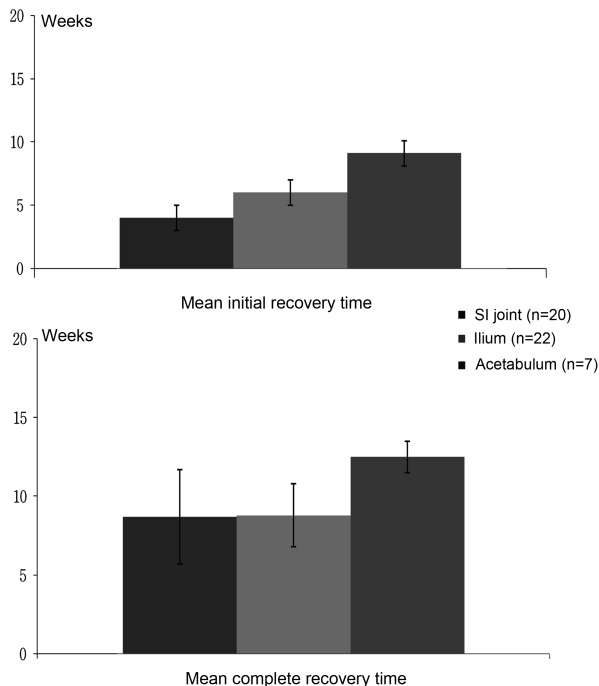 Weeks
20
15
10
5
0
Mean initial recovery time
SI joint (n=20)
Ilium (n=22)
Acetabulum (n=7)
Weeks
20
15
10
5
0
Mean complete recovery time